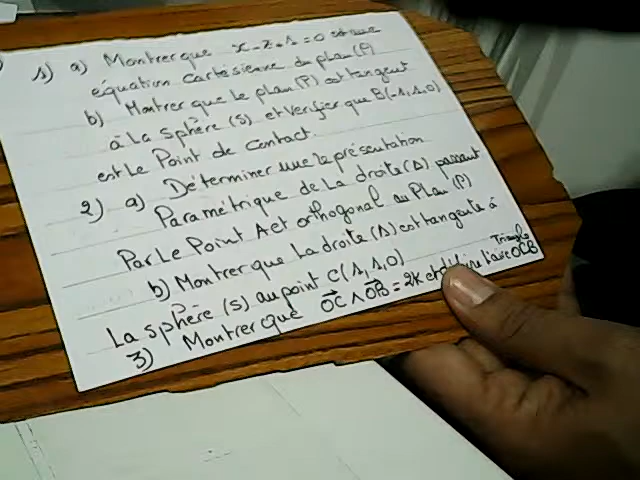 1) a) Montrer que x-z+1=0 est une
équation Cartésienne du plan (P)
b) Montrer que le plan (P) est tangent
à la Sphère (S) et Vérifier que B(-1,1,0)
est le Point de Contact.
2) a) Déterminer une représentation
Paramétrique de la droite (Δ) passant
Par le Point A et orthogonal au Plan (P)
b) Montrer que la droite (Δ) est tangente à
La sphère (S) au point C(1,1,0)
3) Montrer que OC ∧ OB = 2k et l'aire Triangle OCB